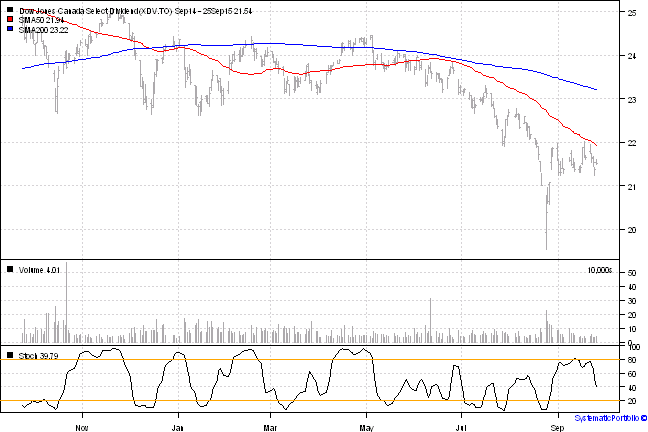 Dow Jones Canada Select Dividend(XDV.TO) Sep14 - 25Sep15 21.54
SMA50 21.94
SMA200 23.22
25
24
23
22
21
20
Volume 4.01
10,000s
50
40
30
20
10
0
Stoch 39.79
100
80
60
40
20
Nov
Jan
Mar
May
Jul
Sep
SystematicPortfolio ©